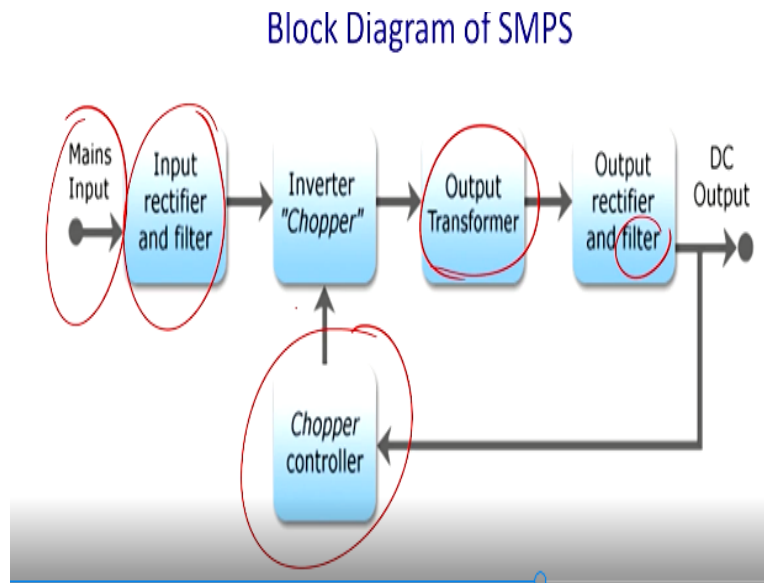 Block Diagram of SMPS
Mains
Input
Input
rectifier
and filter
Inverter
"Chopper"
Output
Transformer
Output
rectifier
and filter
DC
Output
Chopper
controller